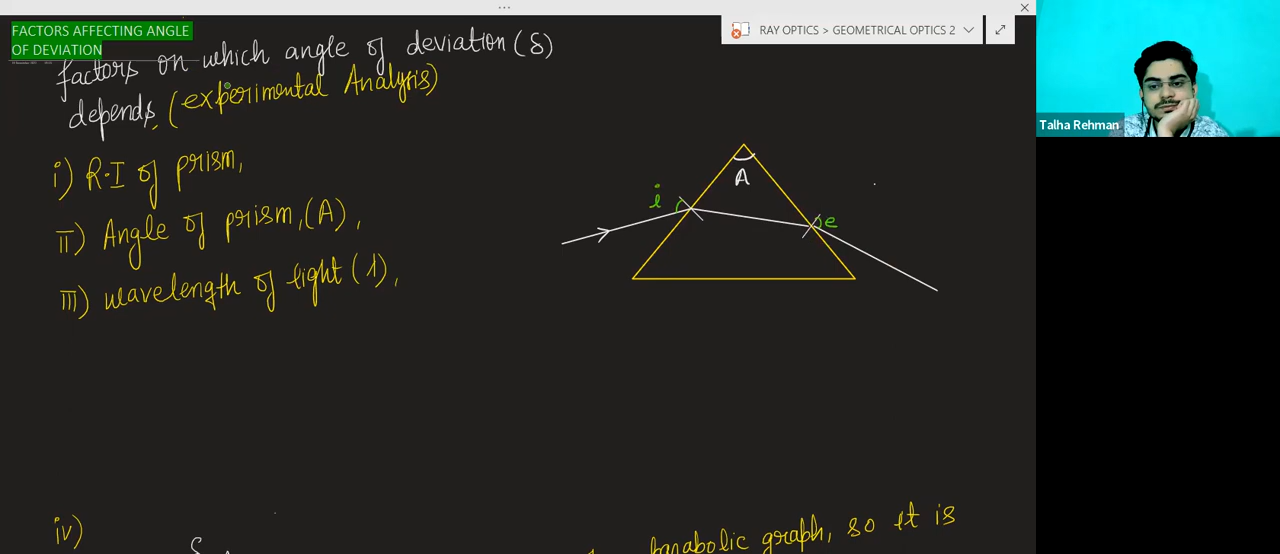 FACTORS AFFECTING ANGLE
OF DEVIATION
RAY OPTICS > GEOMETRICAL OPTICS 2
Talha Rehman
factors on which angle of deviation (δ)
depends, (experimental Analysis)
i) R.I of prism,
II) Angle of prism, (A),
III) wavelength of light (λ),
A
i
e
iv)
parabolic graph, so it is